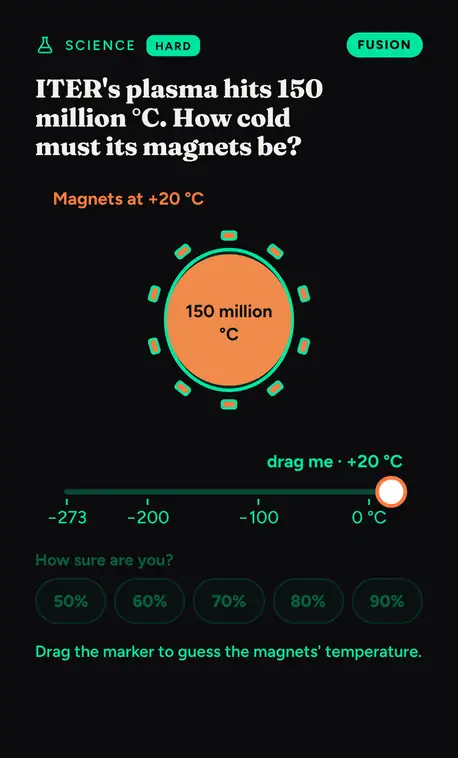 SCIENCE HARD FUSION
ITER's plasma hits 150
million °C. How cold
must its magnets be?
Magnets at +20 °C
150 million
°C
drag me · +20 °C
−273 −200 −100 0 °C
How sure are you?
50% 60% 70% 80% 90%
Drag the marker to guess the magnets' temperature.